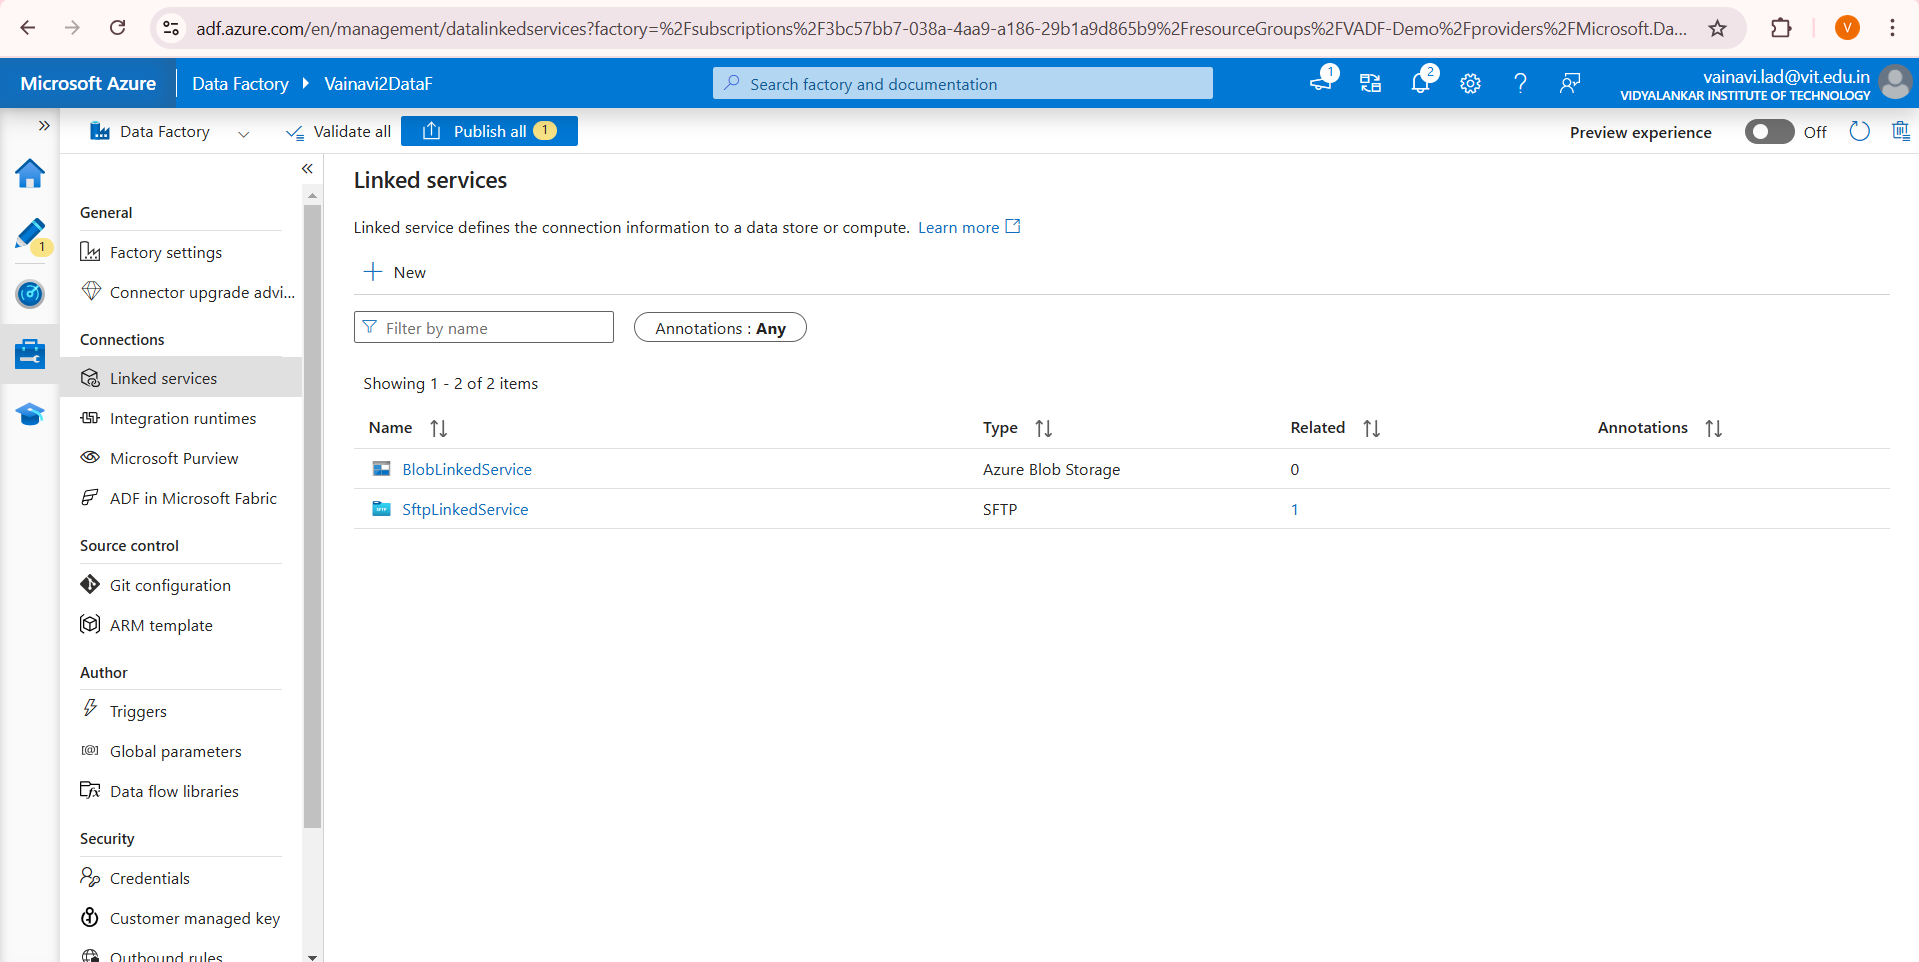 adf.azure.com/en/management/datalinkedservices?factory=%2Fsubscriptions%2F3bc57bb7-038a-4aa9-a186-29b1a9d865b9%2FresourceGroups%2FVADF-Demo%2Fproviders%2FMicrosoft.Da...
V
Microsoft Azure
Data Factory
Vainavi2DataF
Search factory and documentation
1
2
vainavi.lad@vit.edu.in
VIDYALANKAR INSTITUTE OF TECHNOLOGY
Data Factory
Validate all
Publish all
1
Preview experience
Off
1
General
Factory settings
Connector upgrade advi...
Connections
Linked services
Integration runtimes
Microsoft Purview
ADF in Microsoft Fabric
Source control
Git configuration
ARM template
Author
Triggers
Global parameters
Data flow libraries
Security
Credentials
Customer managed key
Outbound rules
Linked services
Linked service defines the connection information to a data store or compute. Learn more
New
Filter by name
Annotations : Any
Showing 1 - 2 of 2 items
Name Type Related Annotations
BlobLinkedService Azure Blob Storage 0
SftpLinkedService SFTP 1